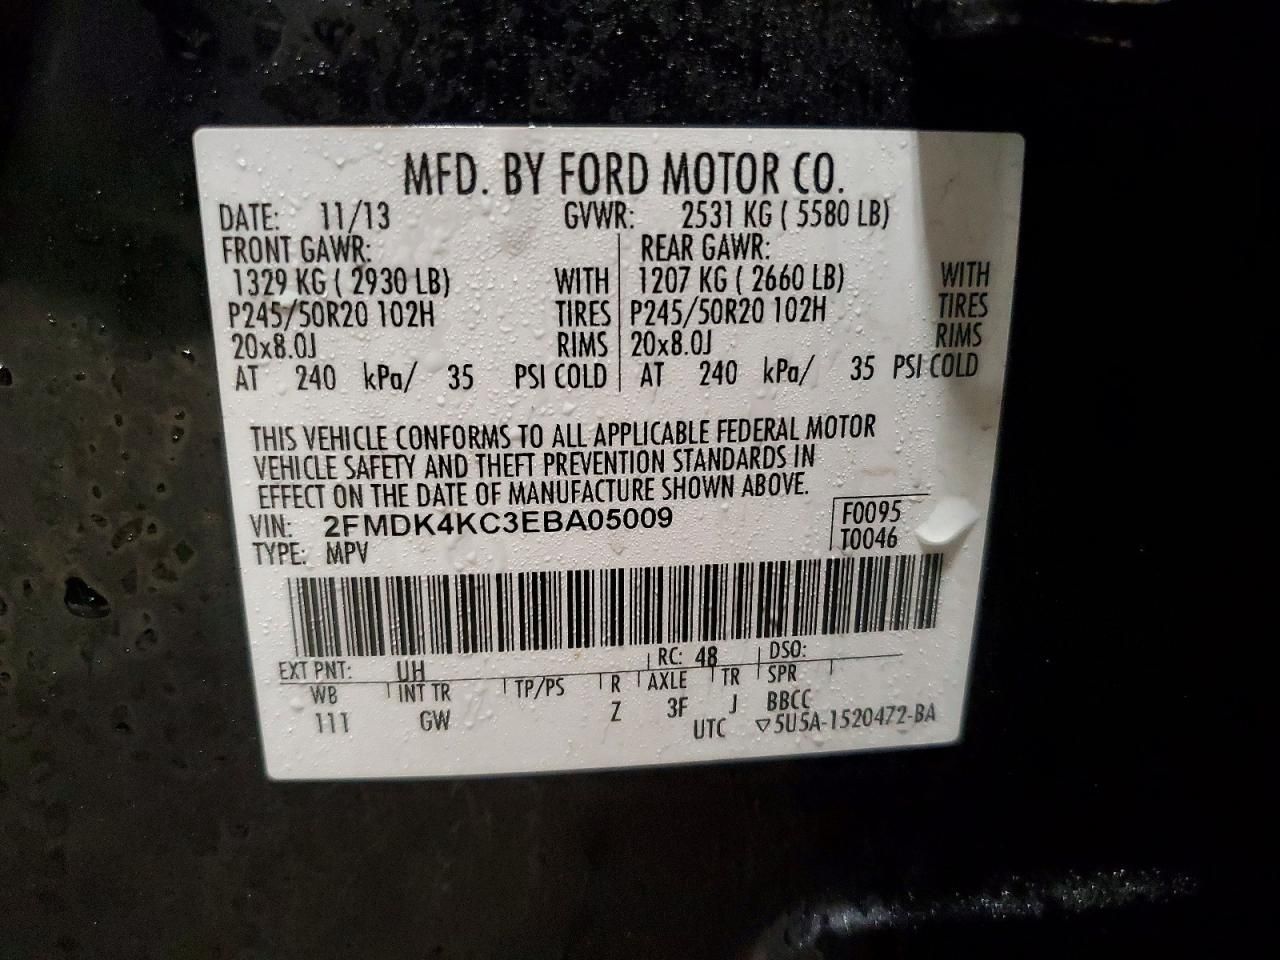 MFD. BY FORD MOTOR CO.
DATE: 11/13 GVWR: 2531 KG ( 5580 LB)
FRONT GAWR: REAR GAWR:
1329 KG ( 2930 LB) WITH 1207 KG ( 2660 LB) WITH
P245/50R20 102H TIRES P245/50R20 102H TIRES
20x8.0J RIMS 20x8.0J RIMS
AT 240 kPa/ 35 PSI COLD AT 240 kPa/ 35 PSI COLD
THIS VEHICLE CONFORMS TO ALL APPLICABLE FEDERAL MOTOR
VEHICLE SAFETY AND THEFT PREVENTION STANDARDS IN
EFFECT ON THE DATE OF MANUFACTURE SHOWN ABOVE.
VIN: 2FMDK4KC3EBA05009 F0095
TYPE: MPV T0046
EXT PNT: UH RC: 48 DSO:
WB INT TR TP/PS R AXLE TR SPR
111 GW Z 3F J BBCC
UTC ▽5U5A-1520472-BA